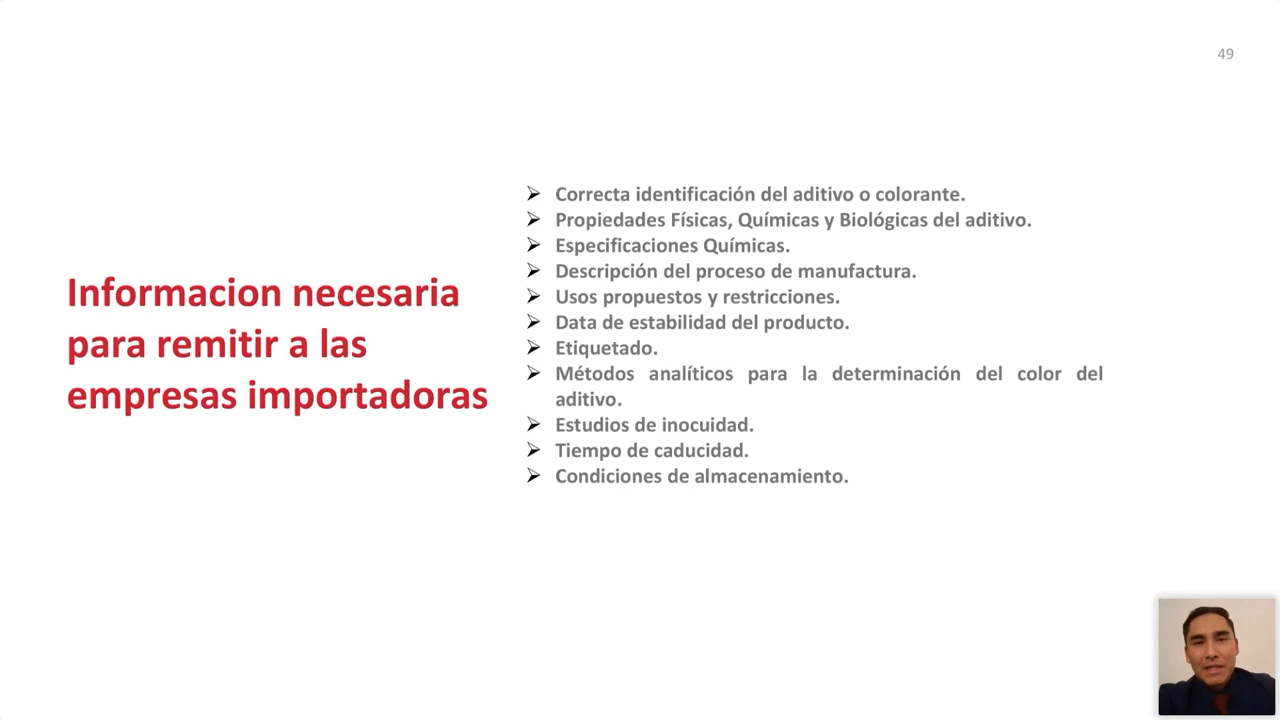 49
Informacion necesaria
para remitir a las
empresas importadoras
Correcta identificación del aditivo o colorante.
Propiedades Físicas, Químicas y Biológicas del aditivo.
Especificaciones Químicas.
Descripción del proceso de manufactura.
Usos propuestos y restricciones.
Data de estabilidad del producto.
Etiquetado.
Métodos analíticos para la determinación del color del
aditivo.
Estudios de inocuidad.
Tiempo de caducidad.
Condiciones de almacenamiento.